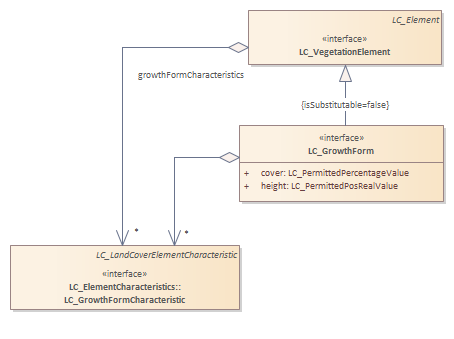 LC_Element
«interface»
LC_VegetationElement
growthFormCharacteristics
{isSubstitutable=false}
«interface»
LC_GrowthForm
+ cover: LC_PermittedPercentageValue
+ height: LC_PermittedPosRealValue
* *
LC_LandCoverElementCharacteristic
«interface»
LC_ElementCharacteristics::
LC_GrowthFormCharacteristic